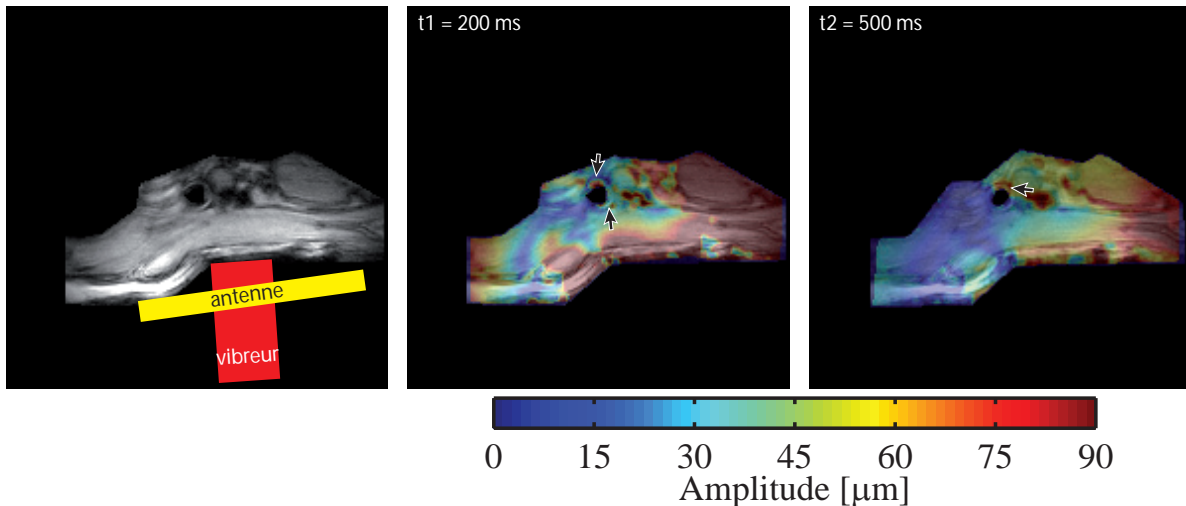 t1 = 200 ms
t2 = 500 ms
antenne
vibreur
0 15 30 45 60 75 90
Amplitude [μm]